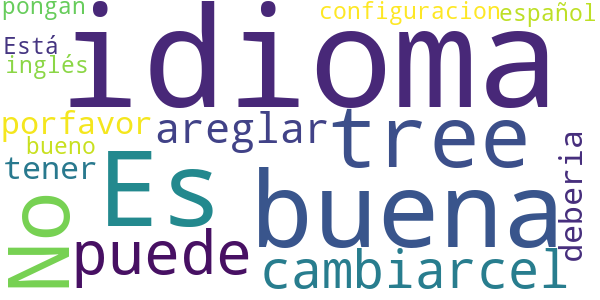 pongan
idioma
configuracion
español
Está
inglés
porfavor
areglar
tree
bueno
tener
Es
buena
deberia
No
puede
cambiarcel